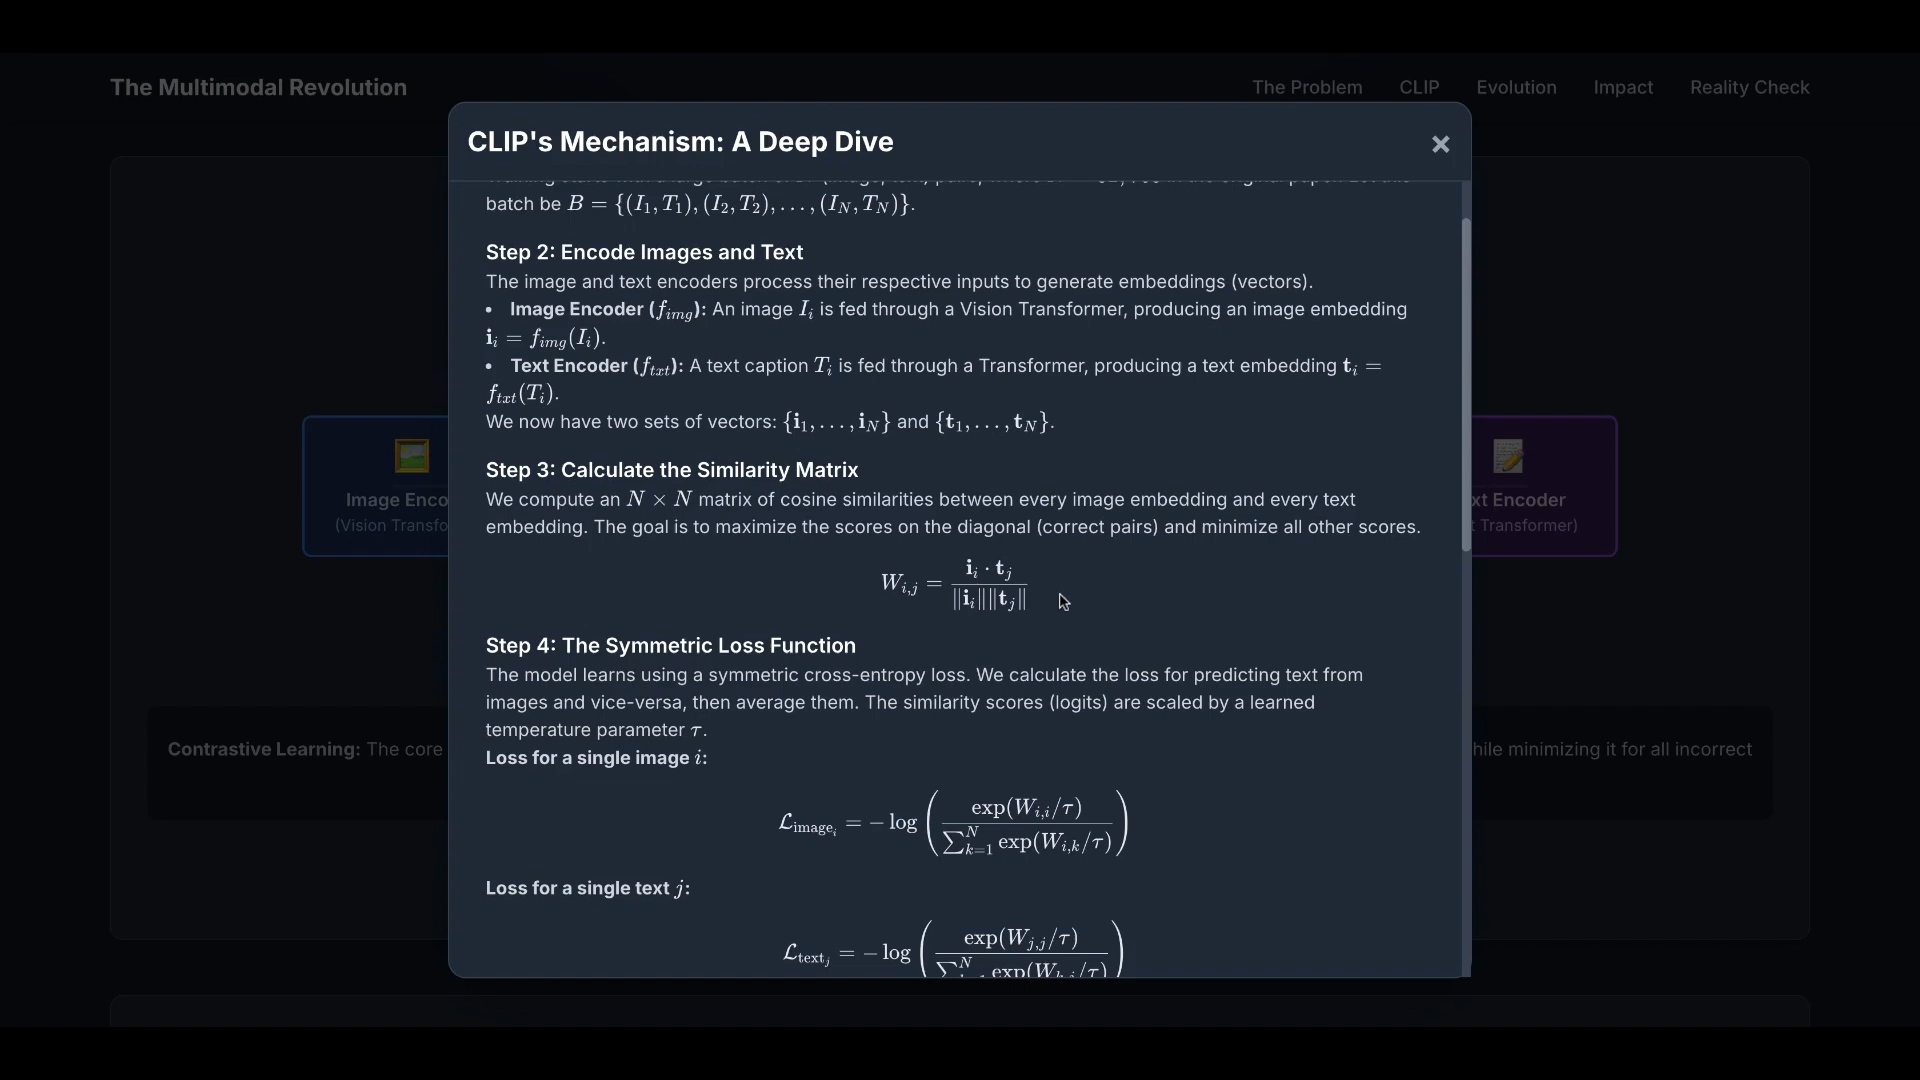 The Multimodal Revolution
The Problem CLIP Evolution Impact Reality Check
CLIP's Mechanism: A Deep Dive
×
batch be B = {(I₁, T₁), (I₂, T₂), . . . , (I_N, T_N)}.
Step 2: Encode Images and Text
The image and text encoders process their respective inputs to generate embeddings (vectors).
• Image Encoder (f_img): An image I_i is fed through a Vision Transformer, producing an image embedding
i_i = f_img(I_i).
• Text Encoder (f_txt): A text caption T_i is fed through a Transformer, producing a text embedding t_i =
f_txt(T_i).
We now have two sets of vectors: {i₁, . . . , i_N} and {t₁, . . . , t_N}.
Step 3: Calculate the Similarity Matrix
We compute an N × N matrix of cosine similarities between every image embedding and every text
embedding. The goal is to maximize the scores on the diagonal (correct pairs) and minimize all other scores.
W_{i,j} = (i_i · t_j) / (‖i_i‖‖t_j‖)
Step 4: The Symmetric Loss Function
The model learns using a symmetric cross-entropy loss. We calculate the loss for predicting text from
images and vice-versa, then average them. The similarity scores (logits) are scaled by a learned
temperature parameter τ.
Loss for a single image i:
ℒ_{image_i} = − log ( exp(W_{i,i}/τ) / ∑_{k=1}^{N} exp(W_{i,k}/τ) )
Loss for a single text j:
ℒ_{text_j} = − log ( exp(W_{j,j}/τ) / ∑^{N} exp(W_{k,j}/τ) )
Image Enco
(Vision Transfo
xt Encoder
t Transformer)
Contrastive Learning: The core
hile minimizing it for all incorrect